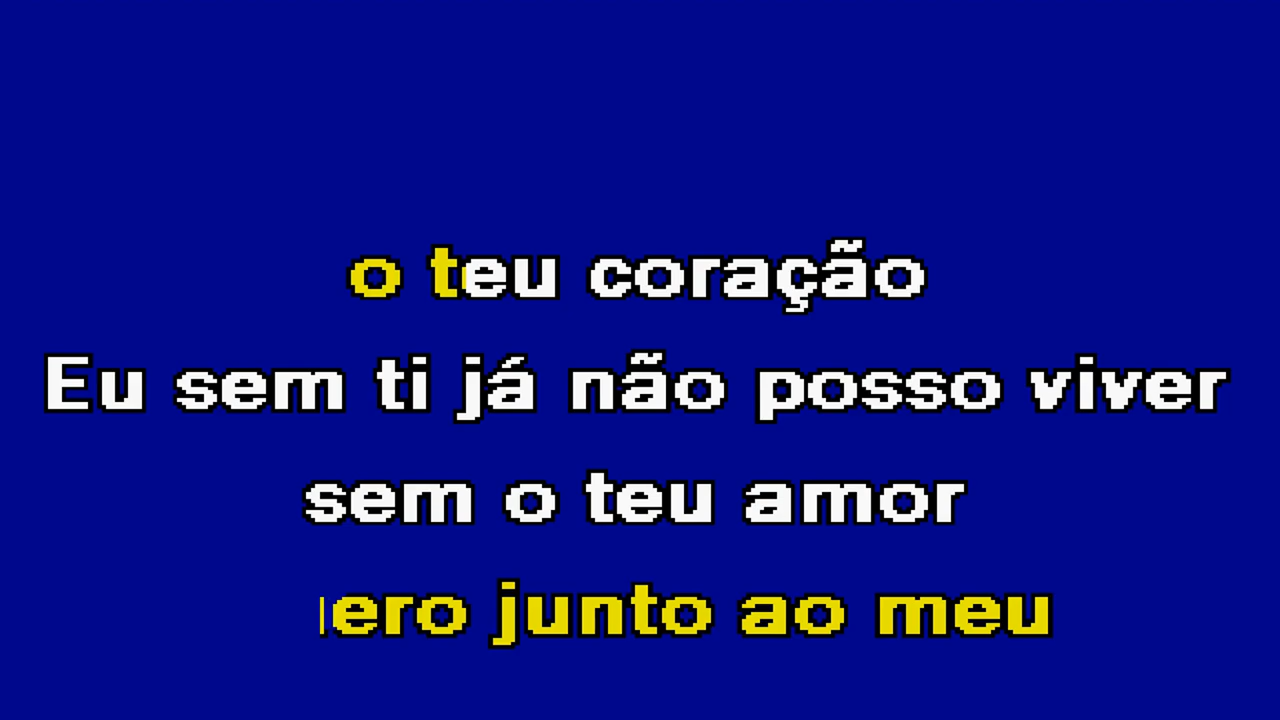 o teu coração
Eu sem ti já não posso viver
sem o teu amor
ero junto ao meu